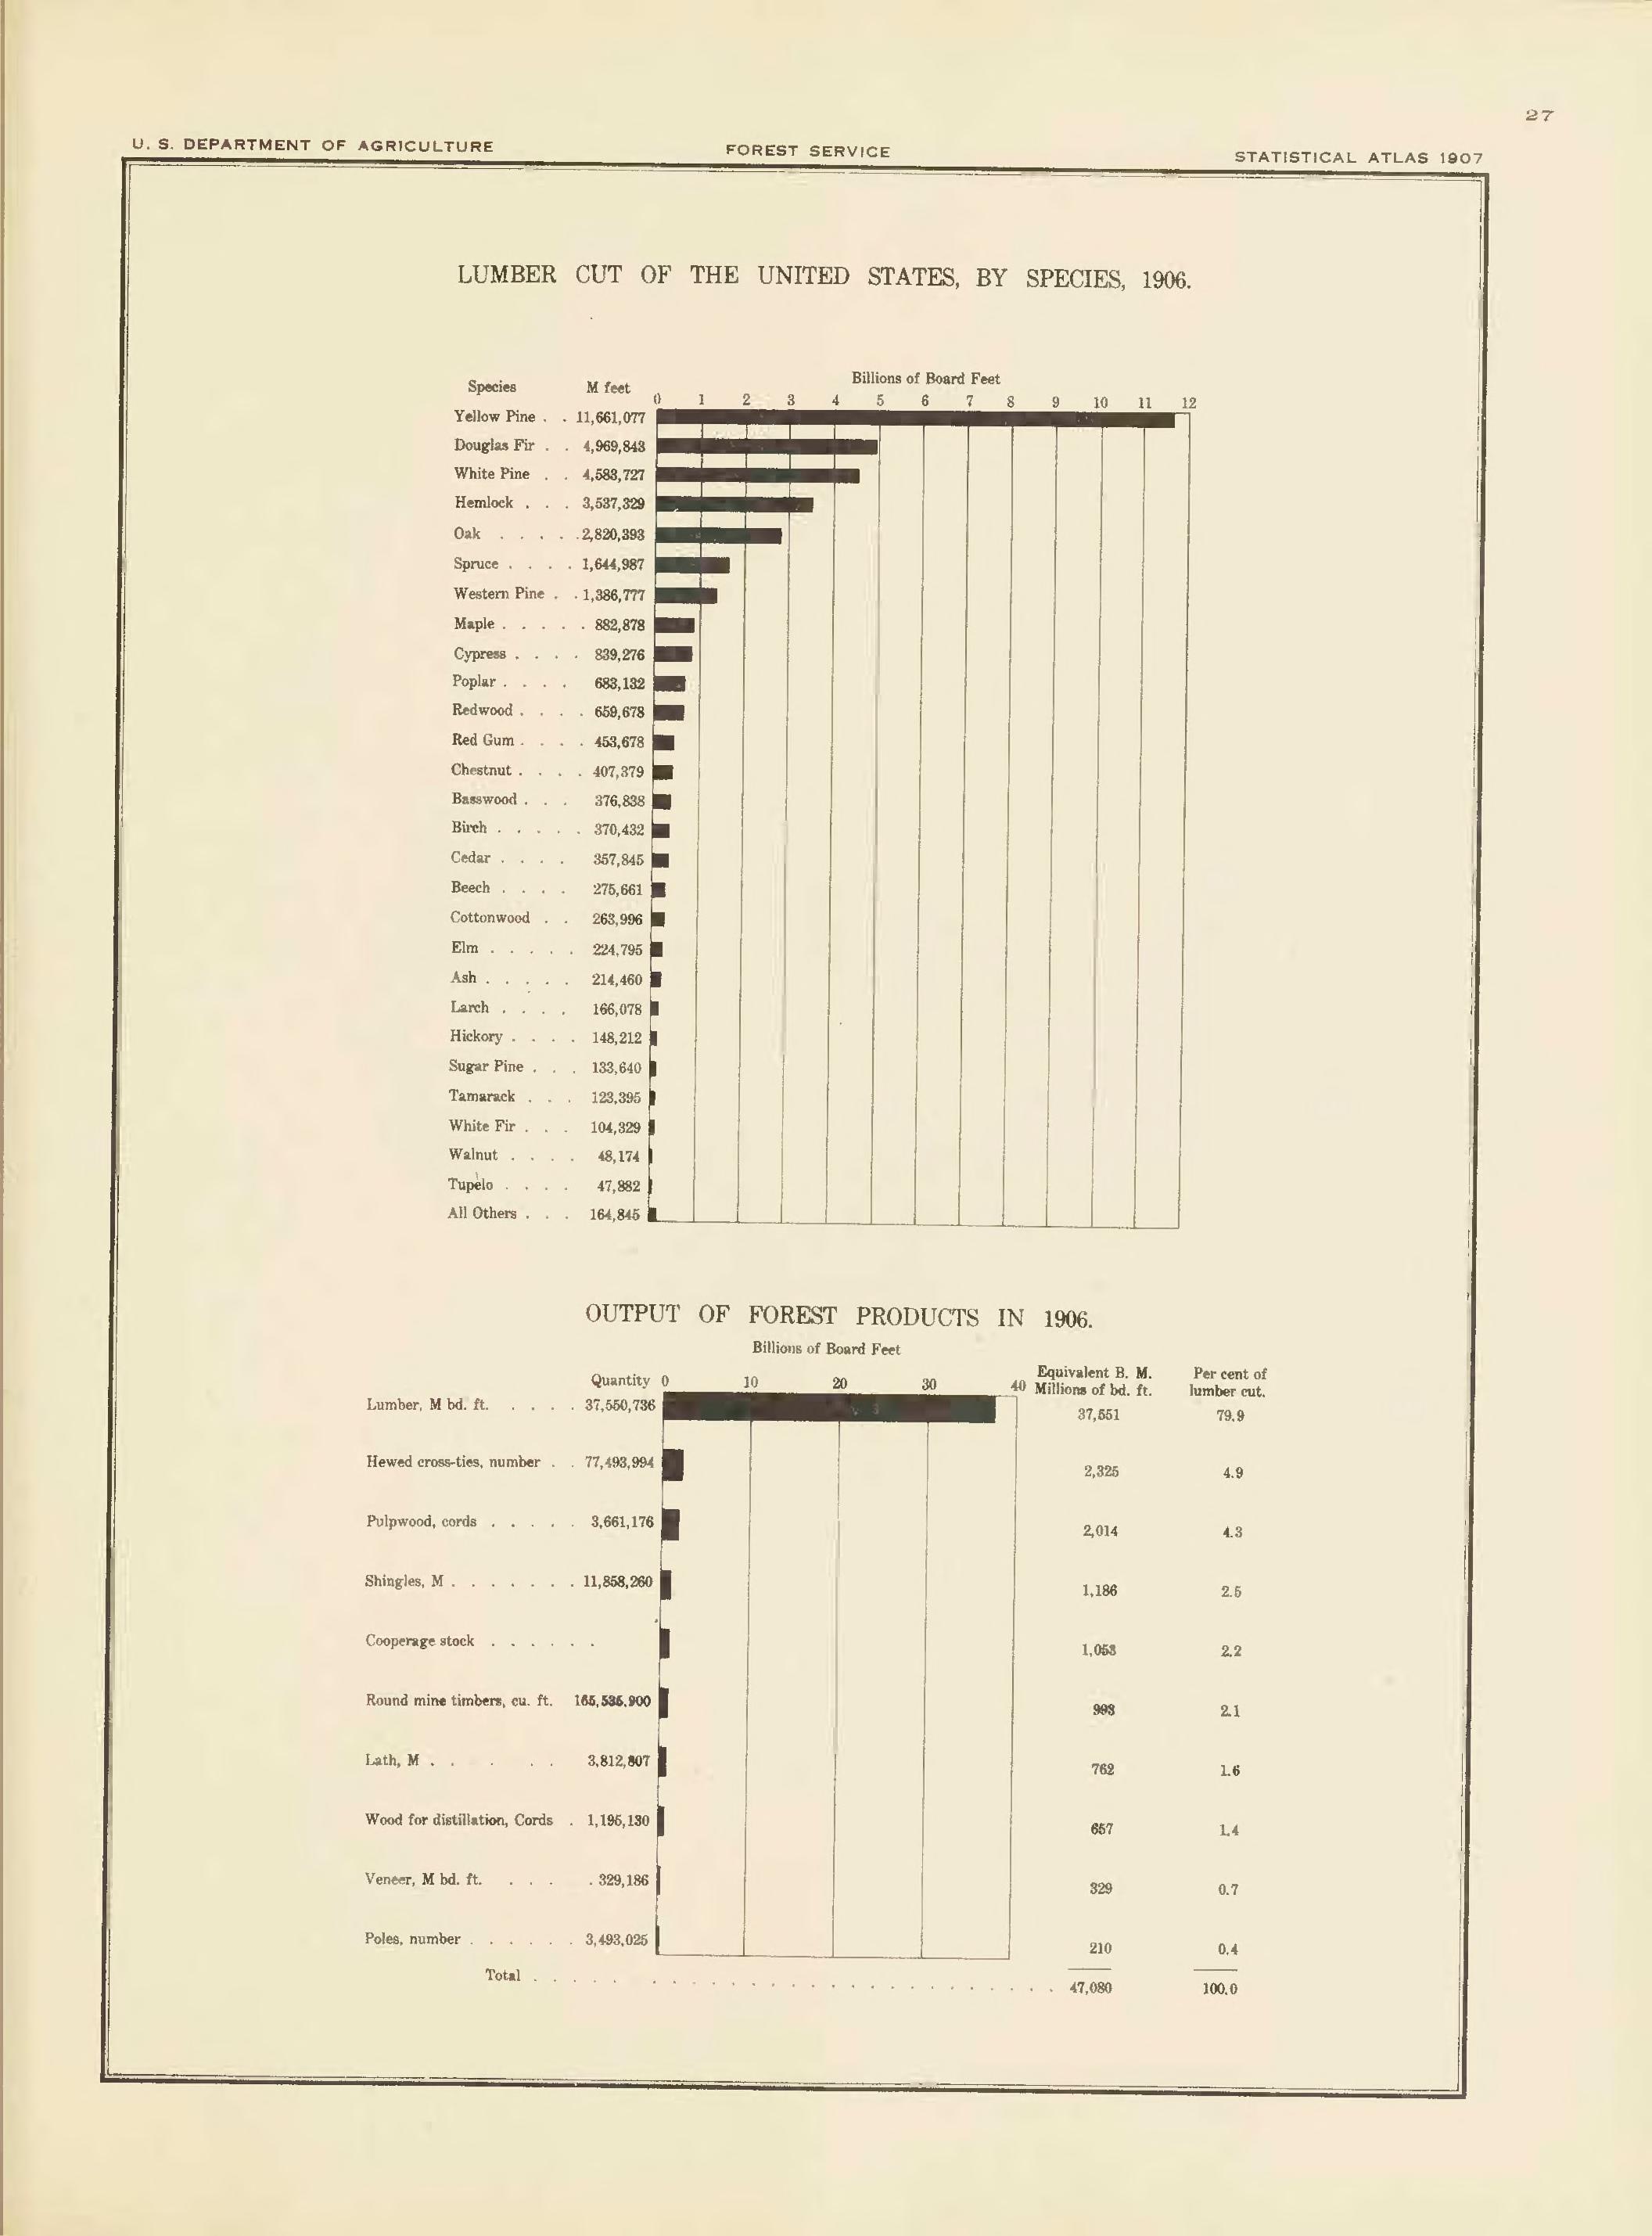 27
U. S. DEPARTMENT OF AGRICULTURE FOREST SERVICE STATISTICAL ATLAS 1907
LUMBER CUT OF THE UNITED STATES, BY SPECIES, 1906.
Billions of Board Feet
Species M feet
0 1 2 3 4 5 6 7 8 9 10 11 12
Yellow Pine . . 11,661,077
Douglas Fir . . 4,969,843
White Pine . . 4,583,727
Hemlock . . . 3,537,329
Oak . . . . . 2,820,393
Spruce . . . . 1,644,987
Western Pine . . 1,386,777
Maple . . . . . 882,878
Cypress . . . . 839,276
Poplar . . . . 683,132
Redwood . . . . 659,678
Red Gum . . . . 453,678
Chestnut . . . . 407,379
Basswood . . . 376,838
Birch . . . . . 370,432
Cedar . . . . 357,845
Beech . . . . 275,661
Cottonwood . . 263,996
Elm . . . . . 224,795
Ash . . . . . 214,460
Larch . . . . 166,078
Hickory . . . . 148,212
Sugar Pine . . . 133,640
Tamarack . . . 123,395
White Fir . . . 104,329
Walnut . . . . 48,174
Tupelo . . . . 47,882
All Others . . . 164,845
OUTPUT OF FOREST PRODUCTS IN 1906.
Billions of Board Feet
Equivalent B. M. Per cent of
Quantity 0 10 20 30 40 Millions of bd. ft. lumber cut.
Lumber, M bd. ft. . . . . 37,550,736 37,551 79.9
Hewed cross-ties, number . . 77,493,994 2,325 4.9
Pulpwood, cords . . . . . 3,661,176 2,014 4.3
Shingles, M . . . . . . . 11,858,260 1,186 2.5
Cooperage stock . . . . . . 1,053 2.2
Round mine timbers, cu. ft. 165,535,900 993 2.1
Lath, M . . . . . 3,812,807 762 1.6
Wood for distillation, Cords . 1,195,130 657 1.4
Veneer, M bd. ft. . . . . 329,186 329 0.7
Poles, number . . . . . . 3,493,025 210 0.4
Total . . . . . . . . . . . . . . . . . . . . . . . . . . 47,080 100.0